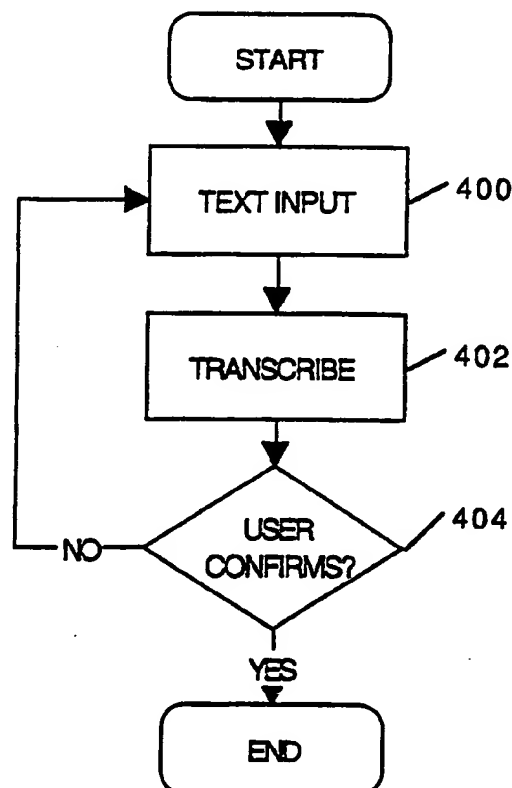 START
TEXT INPUT
400
TRANSCRIBE
402
USER
CONFIRMS?
404
NO
YES
END